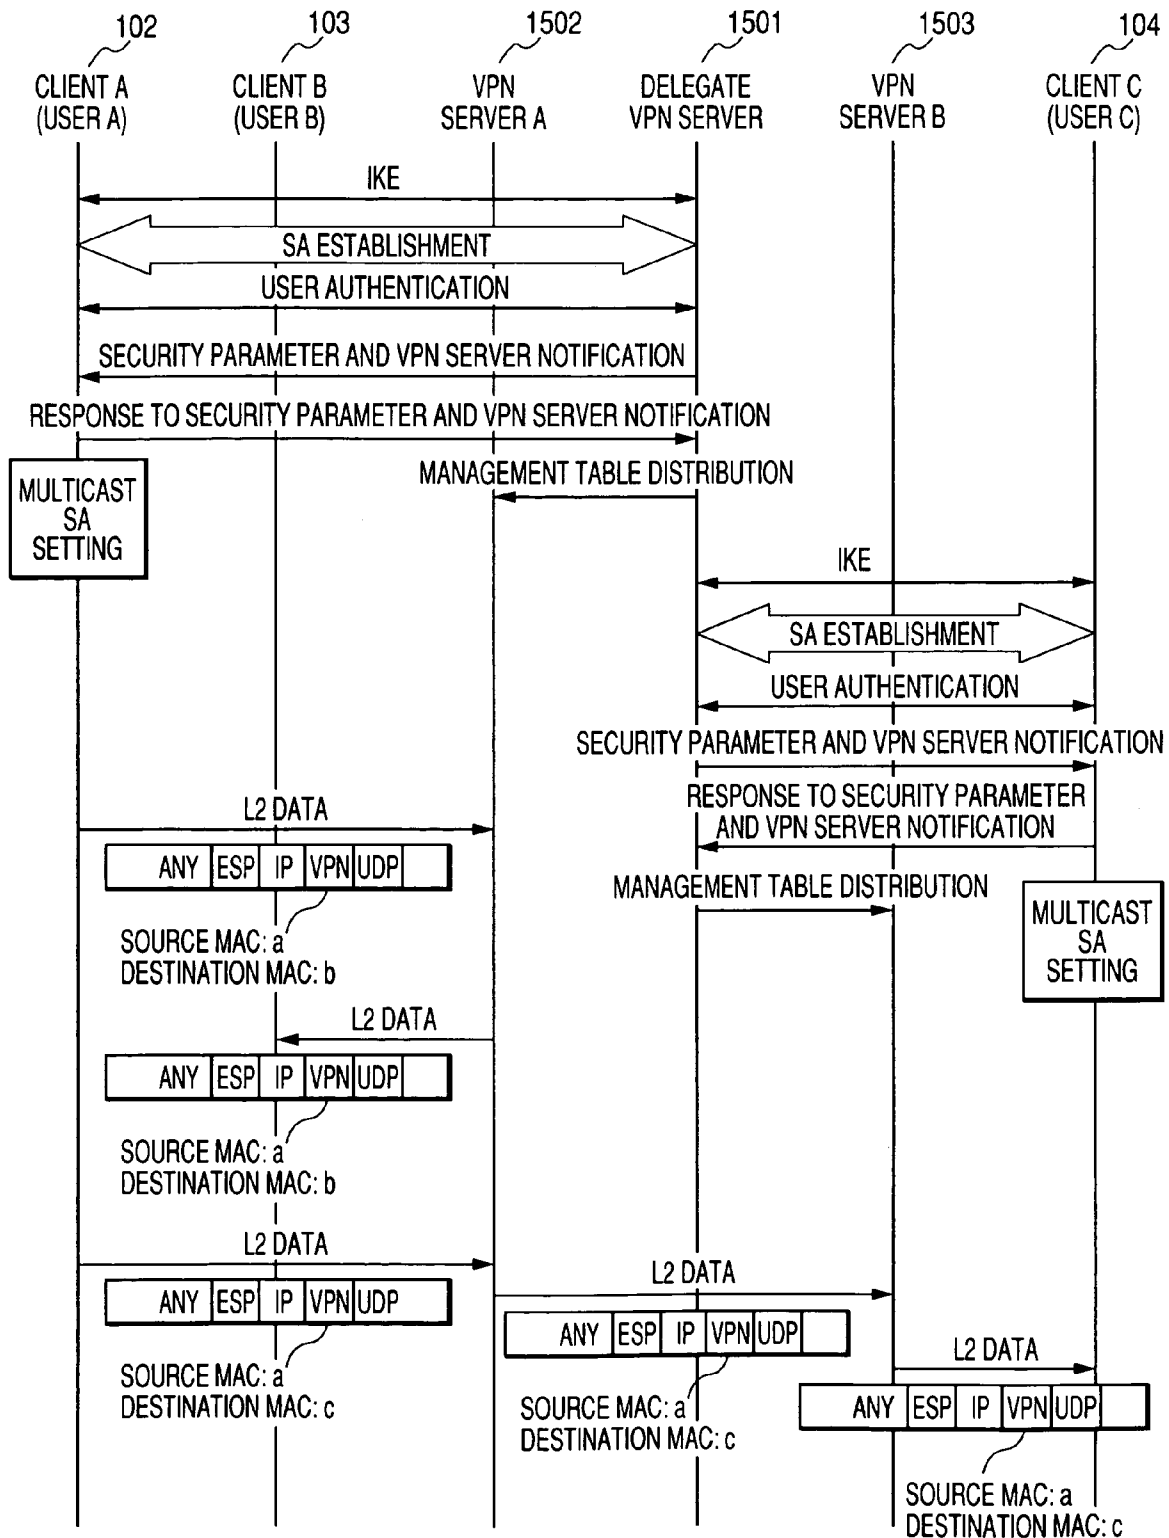 102
103
1502
1501
1503
104
CLIENT A
(USER A)
CLIENT B
(USER B)
VPN
SERVER A
DELEGATE
VPN SERVER
VPN
SERVER B
CLIENT C
(USER C)
IKE
SA ESTABLISHMENT
USER AUTHENTICATION
SECURITY PARAMETER AND VPN SERVER NOTIFICATION
RESPONSE TO SECURITY PARAMETER AND VPN SERVER NOTIFICATION
MULTICAST
SA
SETTING
MANAGEMENT TABLE DISTRIBUTION
IKE
SA ESTABLISHMENT
USER AUTHENTICATION
SECURITY PARAMETER AND VPN SERVER NOTIFICATION
RESPONSE TO SECURITY PARAMETER
AND VPN SERVER NOTIFICATION
L2 DATA
ANY ESP IP VPN UDP
SOURCE MAC: a
DESTINATION MAC: b
MANAGEMENT TABLE DISTRIBUTION
MULTICAST
SA
SETTING
L2 DATA
ANY ESP IP VPN UDP
SOURCE MAC: a
DESTINATION MAC: b
L2 DATA
ANY ESP IP VPN UDP
SOURCE MAC: a
DESTINATION MAC: c
L2 DATA
ANY ESP IP VPN UDP
SOURCE MAC: a
DESTINATION MAC: c
L2 DATA
ANY ESP IP VPN UDP
SOURCE MAC: a
DESTINATION MAC: c